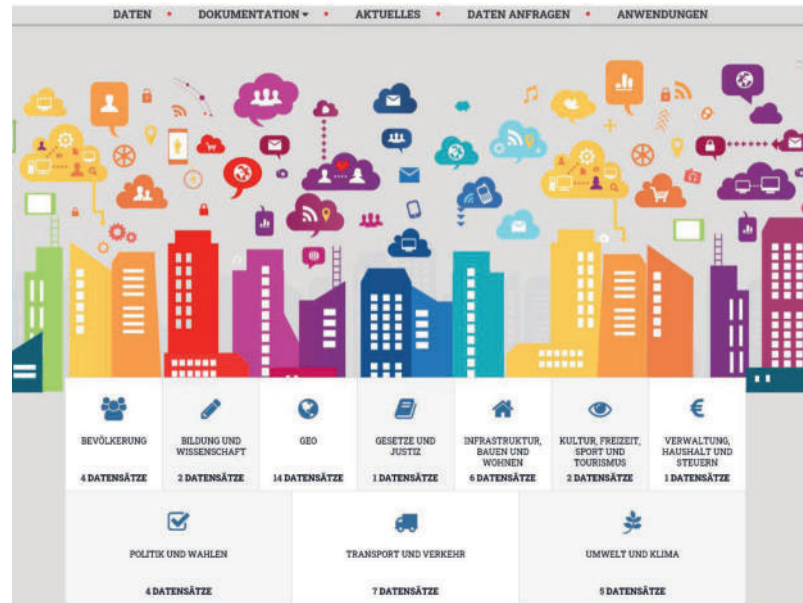 DATEN • DOKUMENTATION • AKTUELLES • DATEN ANFRAGEN • ANWENDUNGEN
BEVÖLKERUNG
4 DATENSÄTZE
BILDUNG UND
WISSENSCHAFT
2 DATENSÄTZE
GEO
14 DATENSÄTZE
GESETZE UND
JUSTIZ
1 DATENSÄTZE
INFRASTRUKTUR,
BAUEN UND
WOHNEN
6 DATENSÄTZE
KULTUR, FREIZEIT,
SPORT UND
TOURISMUS
2 DATENSÄTZE
VERWALTUNG,
HAUSHALT UND
STEUERN
1 DATENSÄTZE
POLITIK UND WAHLEN
4 DATENSÄTZE
TRANSPORT UND VERKEHR
7 DATENSÄTZE
UMWELT UND KLIMA
5 DATENSÄTZE